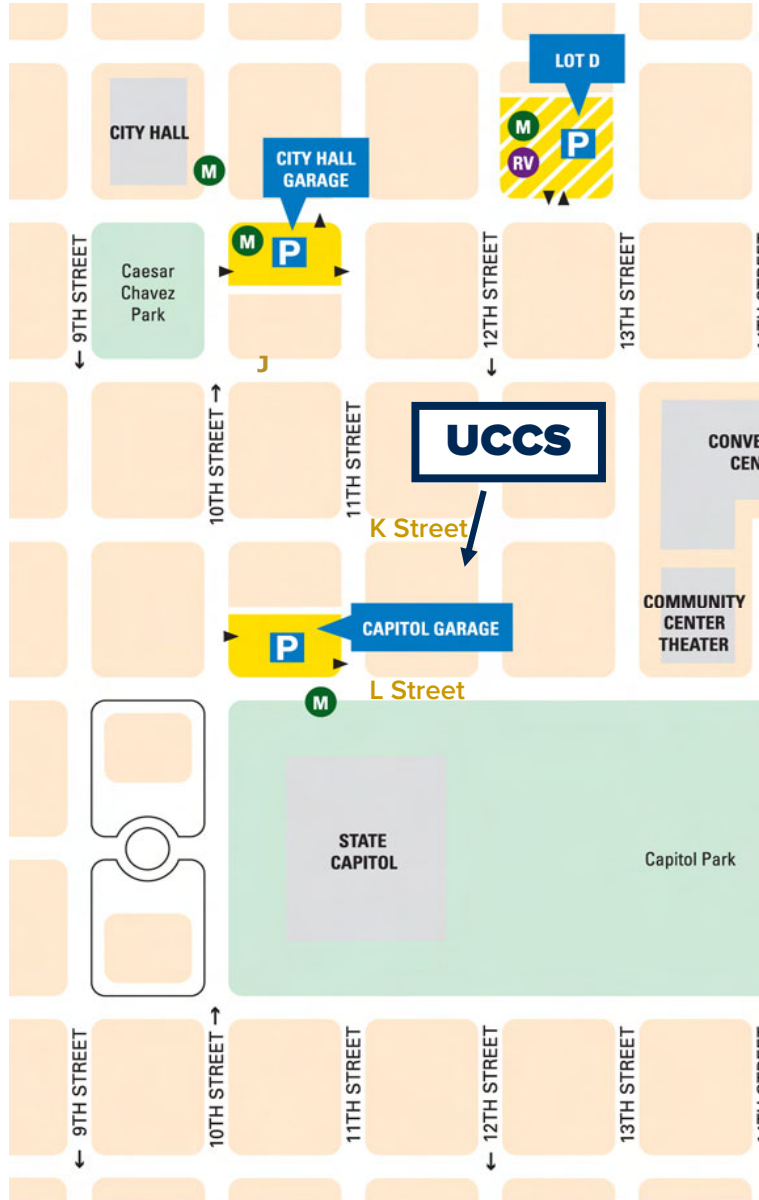 LOT D
M
P
RV
CITY HALL
M
CITY HALL
GARAGE
M
P
Caesar
Chavez
Park
9TH STREET
12TH STREET
13TH STREET
J
10TH STREET
11TH STREET
UCCS
K Street
COMMUNITY
CENTER
THEATER
CAPITOL GARAGE
P
L Street
M
STATE
CAPITOL
Capitol Park
9TH STREET
10TH STREET
11TH STREET
12TH STREET
13TH STREET